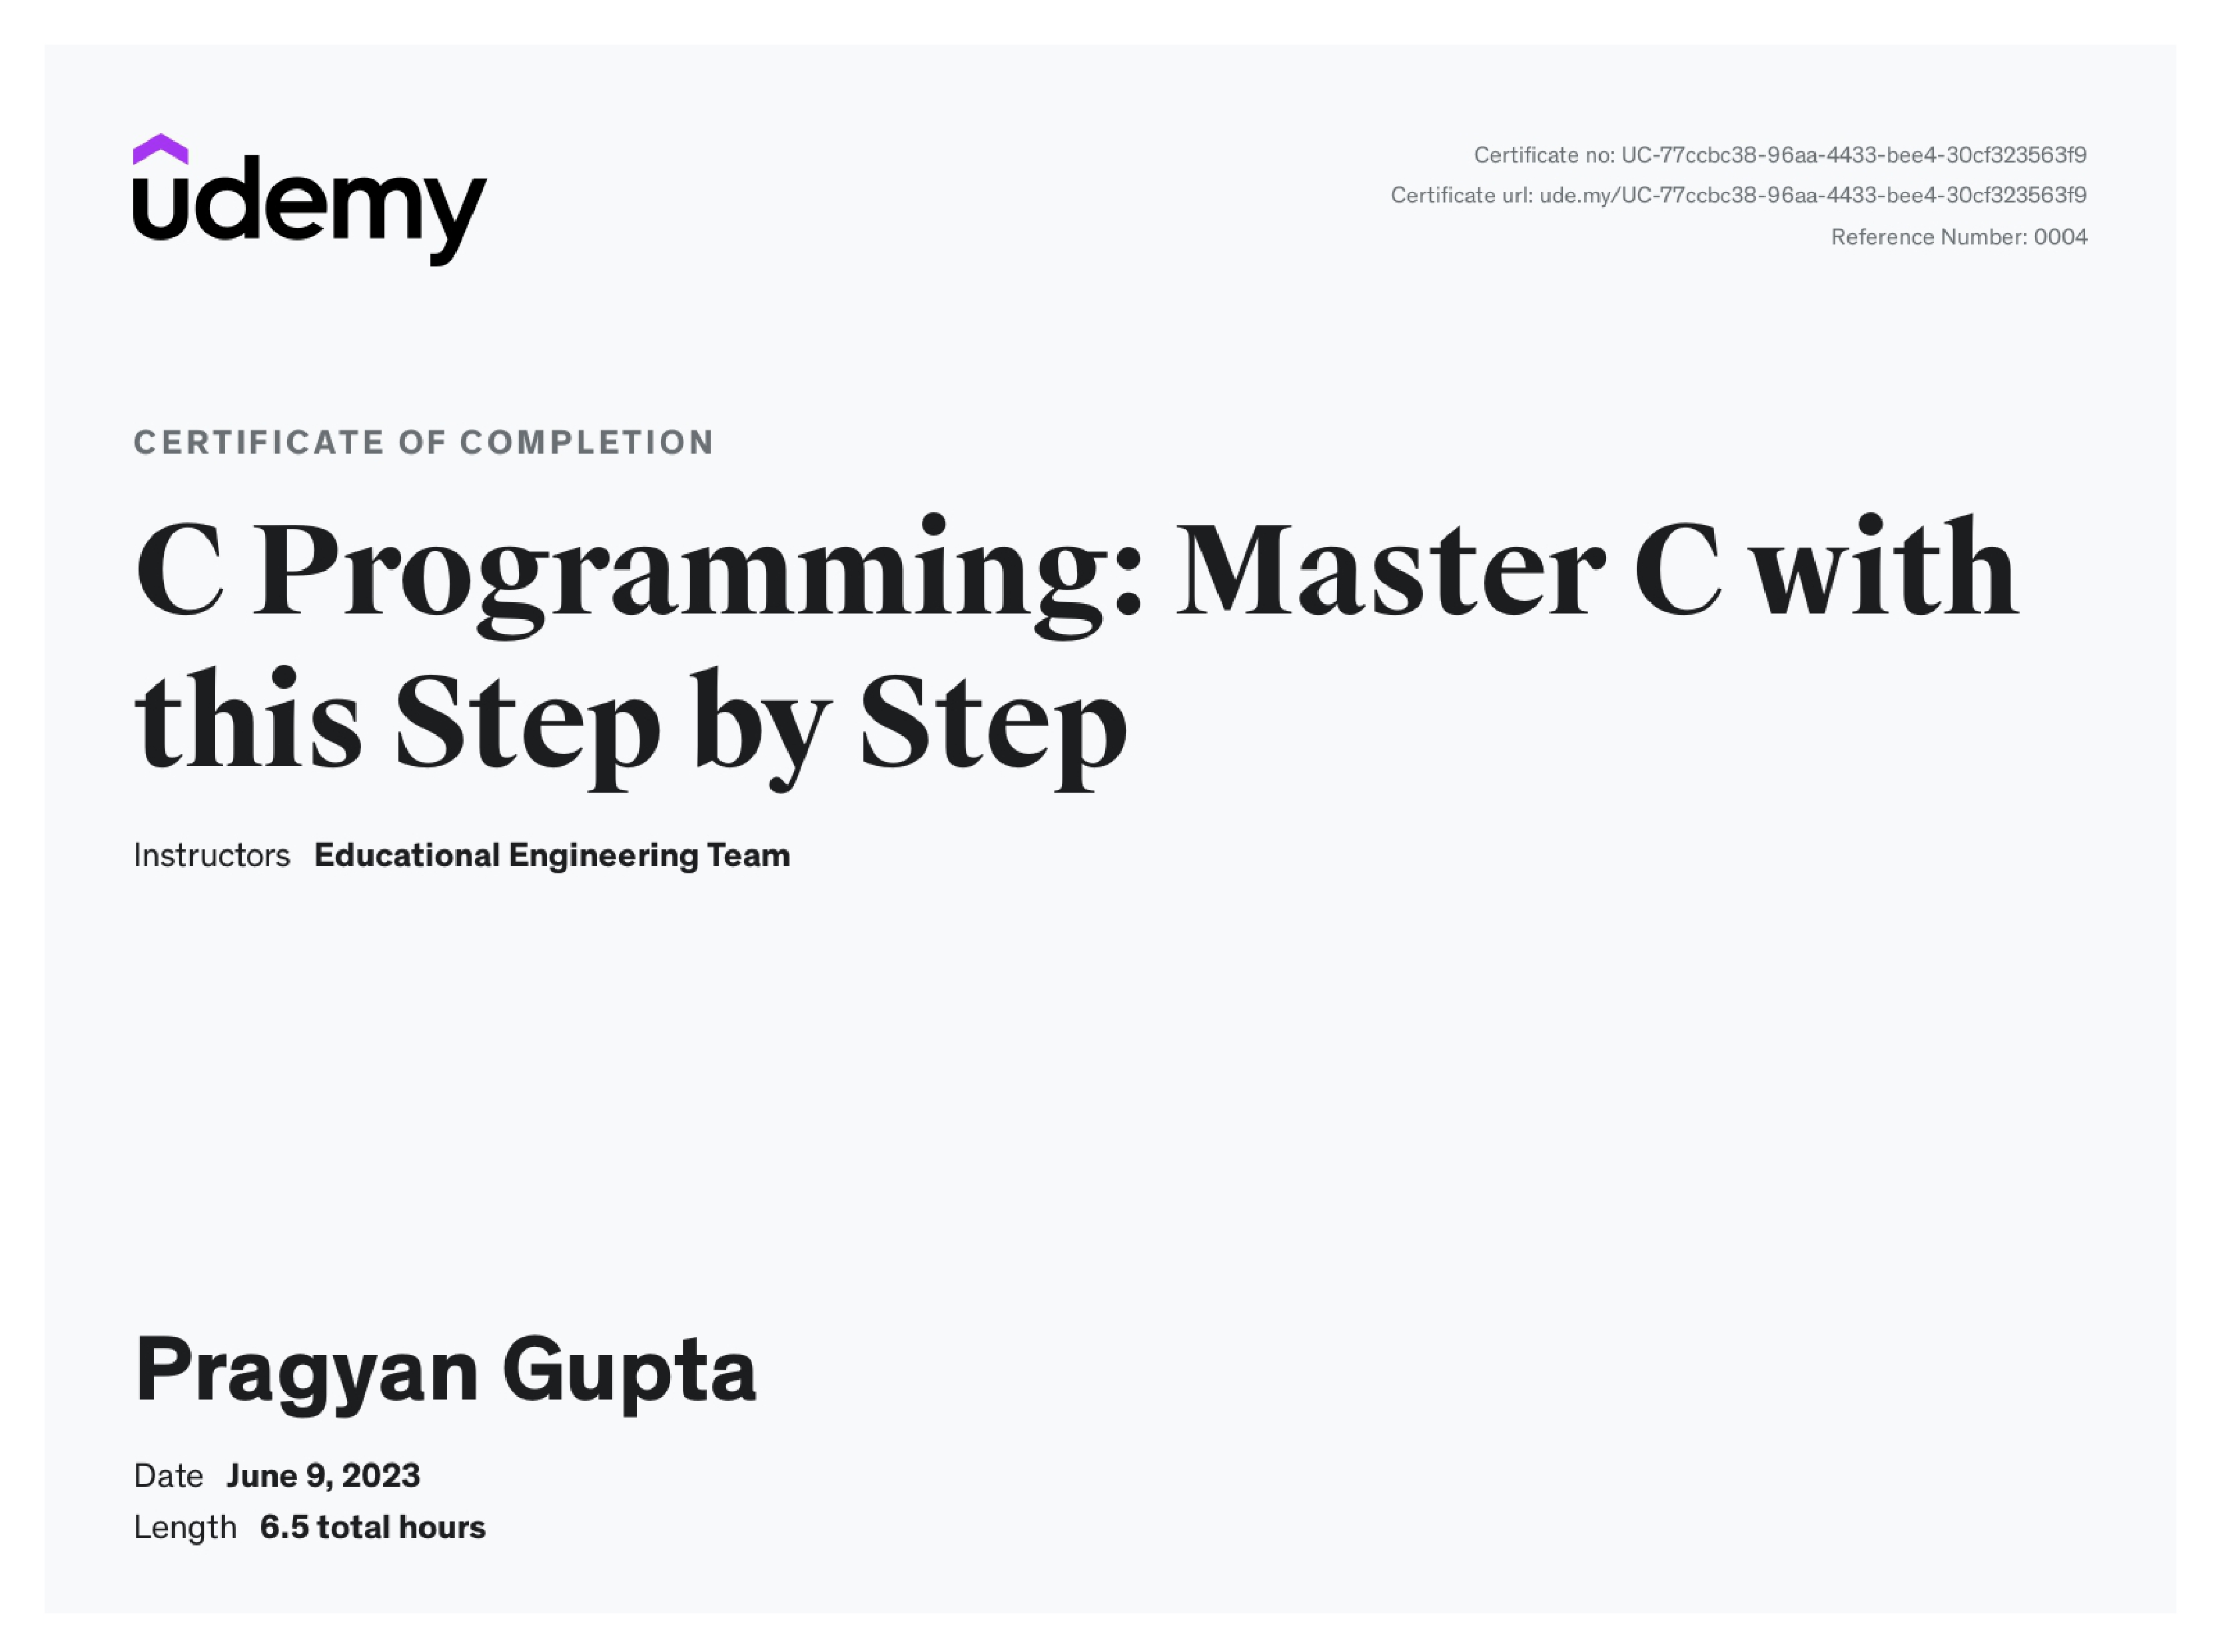 udemy
Certificate no: UC-77ccbc38-96aa-4433-bee4-30cf323563f9
Certificate url: ude.my/UC-77ccbc38-96aa-4433-bee4-30cf323563f9
Reference Number: 0004
CERTIFICATE OF COMPLETION
C Programming: Master C with
this Step by Step
Instructors Educational Engineering Team
Pragyan Gupta
Date June 9, 2023
Length 6.5 total hours